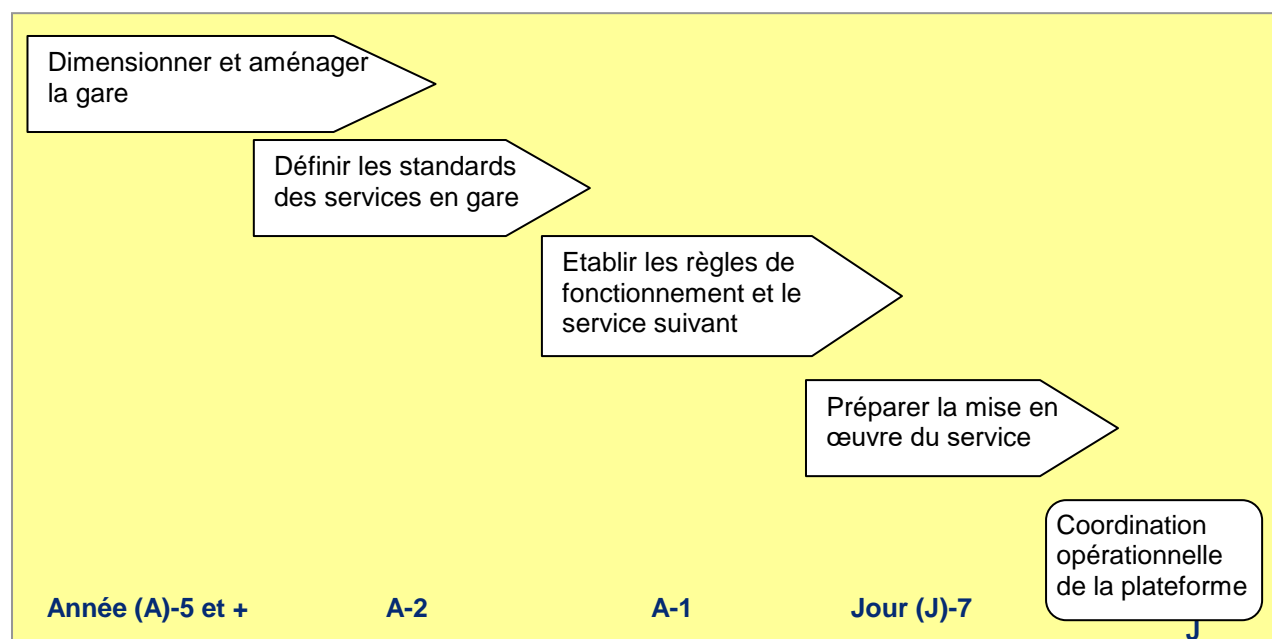 Dimensionner et aménager
la gare
Définir les standards
des services en gare
Etablir les règles de
fonctionnement et le
service suivant
Préparer la mise en
œuvre du service
Coordination
opérationnelle
de la plateforme
Année (A)-5 et +
A-2
A-1
Jour (J)-7
J